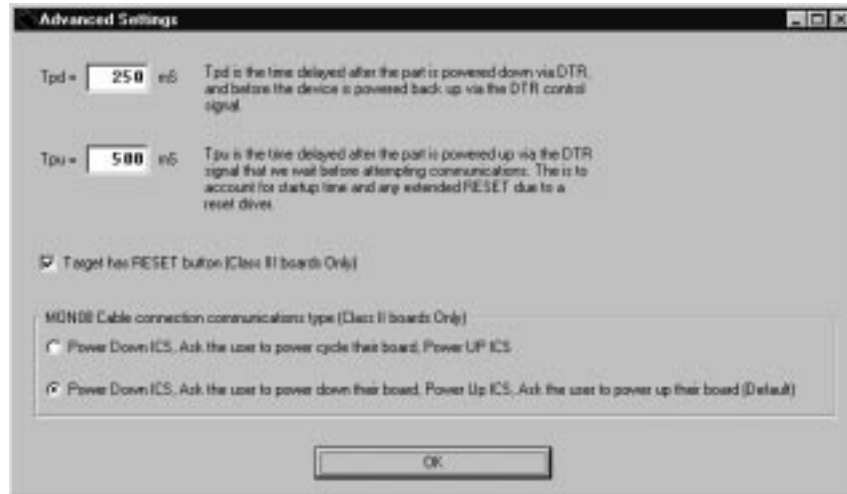 Advanced Settings
Tpd = 250 mS
Tpd is the time delayed after the part is powered down via DTR,
and before the device is powered back up via the DTR control
signal.
Tpu = 500 mS
Tpu is the time delayed after the part is powered up via the DTR
signal that we wait before attempting communications. The is to
account for startup time and any extended RESET due to a
reset driver.
Target has RESET button (Class III boards Only)
MON08 Cable connection communications type (Class II boards Only)
Power Down ICS, Ask the user to power cycle their board, Power UP ICS
Power Down ICS, Ask the user to power down their board, Power Up ICS, Ask the user to power up their board (Default)
OK